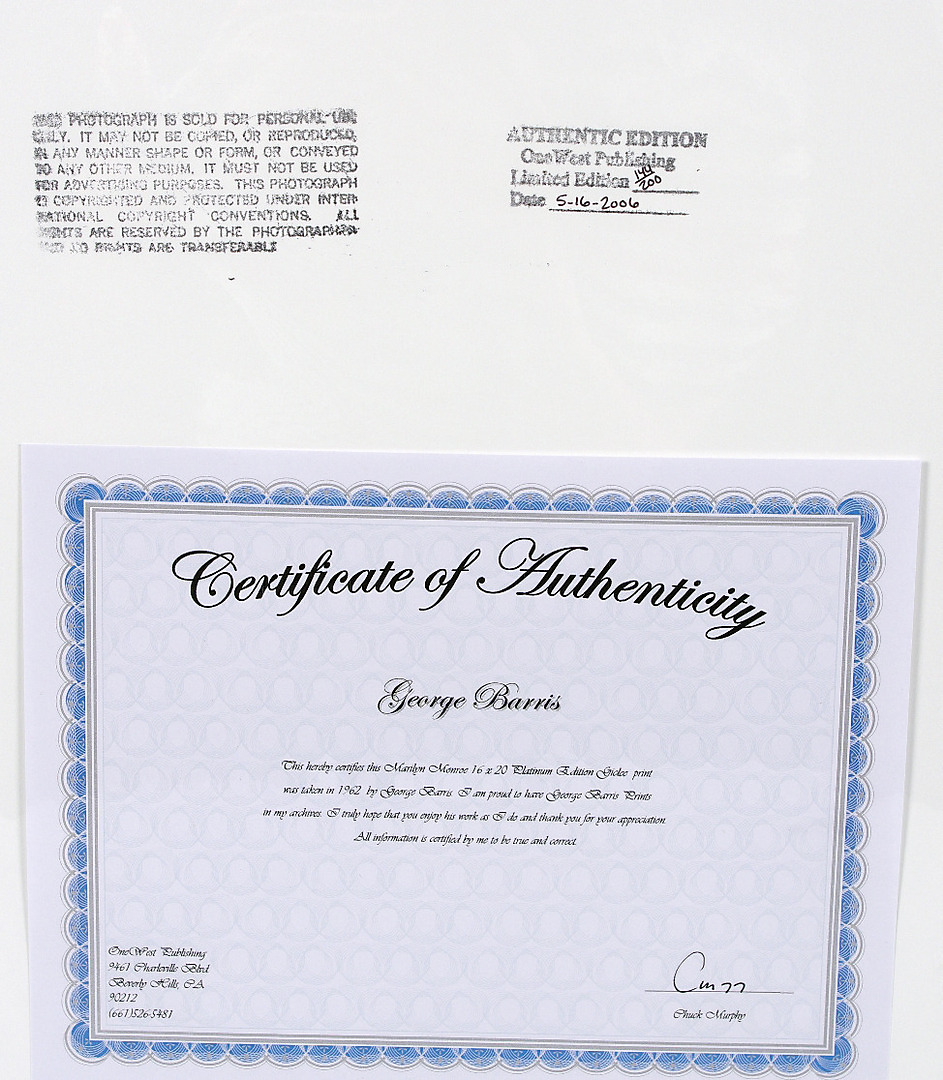 PHOTOGRAPH IS SOLD FOR PERSONAL USE
ONLY. IT MAY NOT BE COPIED, OR REPRODUCED,
IN ANY MANNER SHAPE OR FORM, OR CONVEYED
TO ANY OTHER MEDIUM. IT MUST NOT BE USED
FOR ADVERTISING PURPOSES. THIS PHOTOGRAPH
IS COPYRIGHTED AND PROTECTED UNDER INTER-
NATIONAL COPYRIGHT CONVENTIONS. ALL
RIGHTS ARE RESERVED BY THE PHOTOGRAPHER
AND NO RIGHTS ARE TRANSFERABLE
AUTHENTIC EDITION
OneWest Publishing
Limited Edition 144/200
Date 5-16-2006
Certificate of Authenticity
George Barris
This hereby certifies this Marilyn Monroe 16 x 20 Platinum Edition Giclee print
was taken in 1962 by George Barris. I am proud to have George Barris Prints
in my archives. I truly hope that you enjoy his work as I do and thank you for your appreciation.
All information is certified by me to be true and correct.
OneWest Publishing
9461 Charleville Blvd
Beverly Hills, CA
90212
(661)526-5481
Chuck Murphy